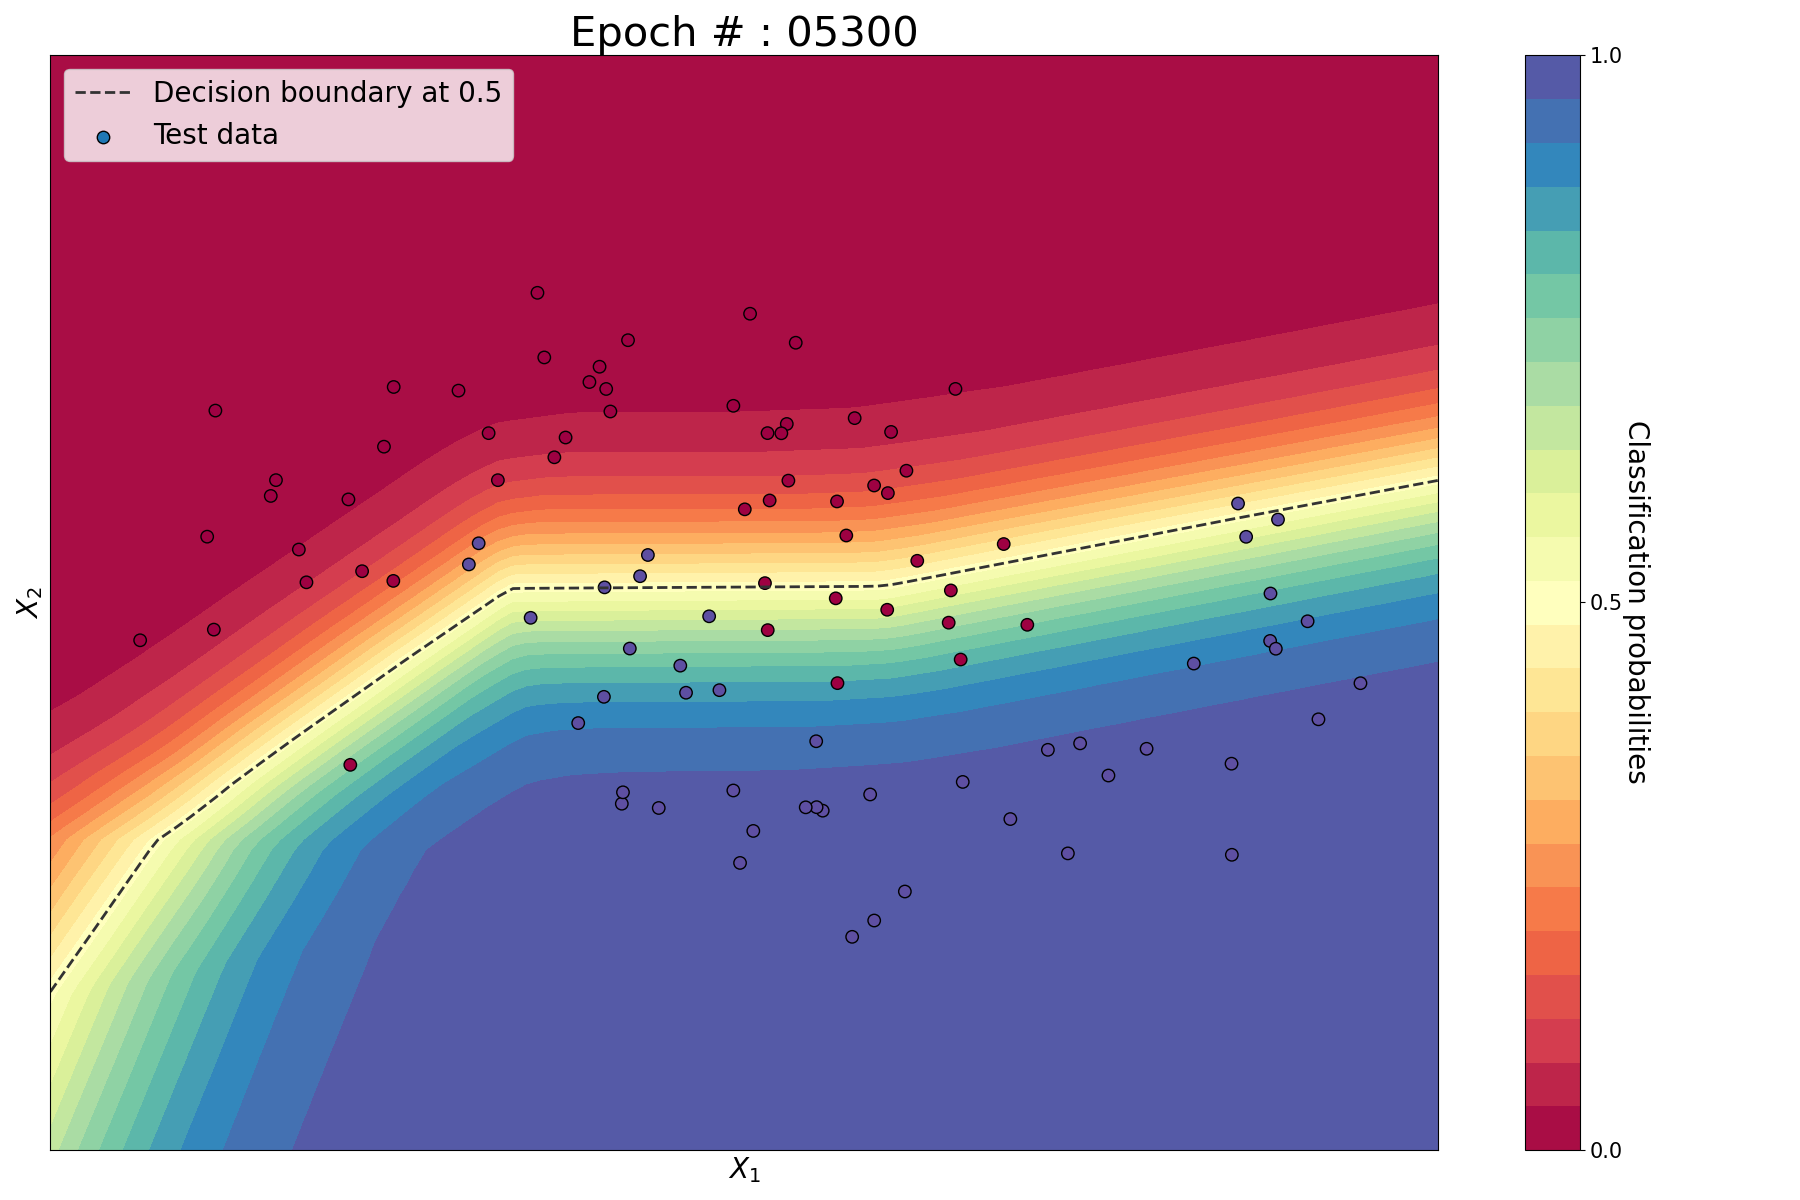 Epoch # : 05300
Decision boundary at 0.5
Test data
X₂
X₁
1.0
0.5
0.0
Classification probabilities